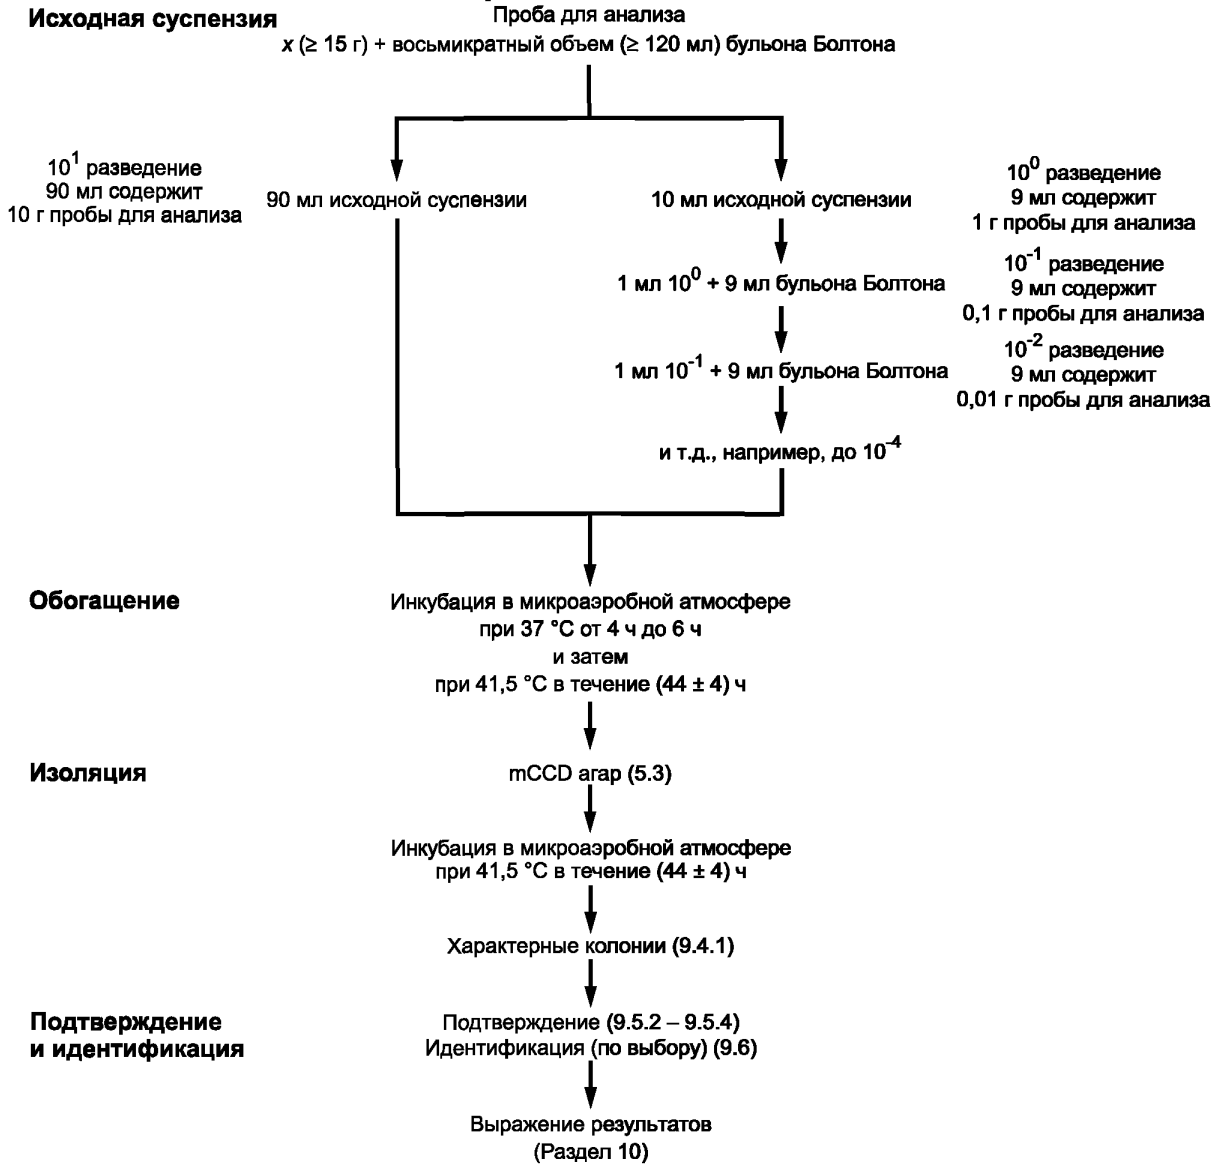 Исходная суспензия
Проба для анализа
x (≥ 15 г) + восьмикратный объем (≥ 120 мл) бульона Болтона
10¹ разведение
90 мл содержит
10 г пробы для анализа
90 мл исходной суспензии
10 мл исходной суспензии
10⁰ разведение
9 мл содержит
1 г пробы для анализа
1 мл 10⁰ + 9 мл бульона Болтона
10⁻¹ разведение
9 мл содержит
0,1 г пробы для анализа
1 мл 10⁻¹ + 9 мл бульона Болтона
10⁻² разведение
9 мл содержит
0,01 г пробы для анализа
и т.д., например, до 10⁻⁴
Обогащение
Инкубация в микроаэробной атмосфере
при 37 °C от 4 ч до 6 ч
и затем
при 41,5 °C в течение (44 ± 4) ч
Изоляция
mCCD агар (5.3)
Инкубация в микроаэробной атмосфере
при 41,5 °C в течение (44 ± 4) ч
Характерные колонии (9.4.1)
Подтверждение
и идентификация
Подтверждение (9.5.2 – 9.5.4)
Идентификация (по выбору) (9.6)
Выражение результатов
(Раздел 10)